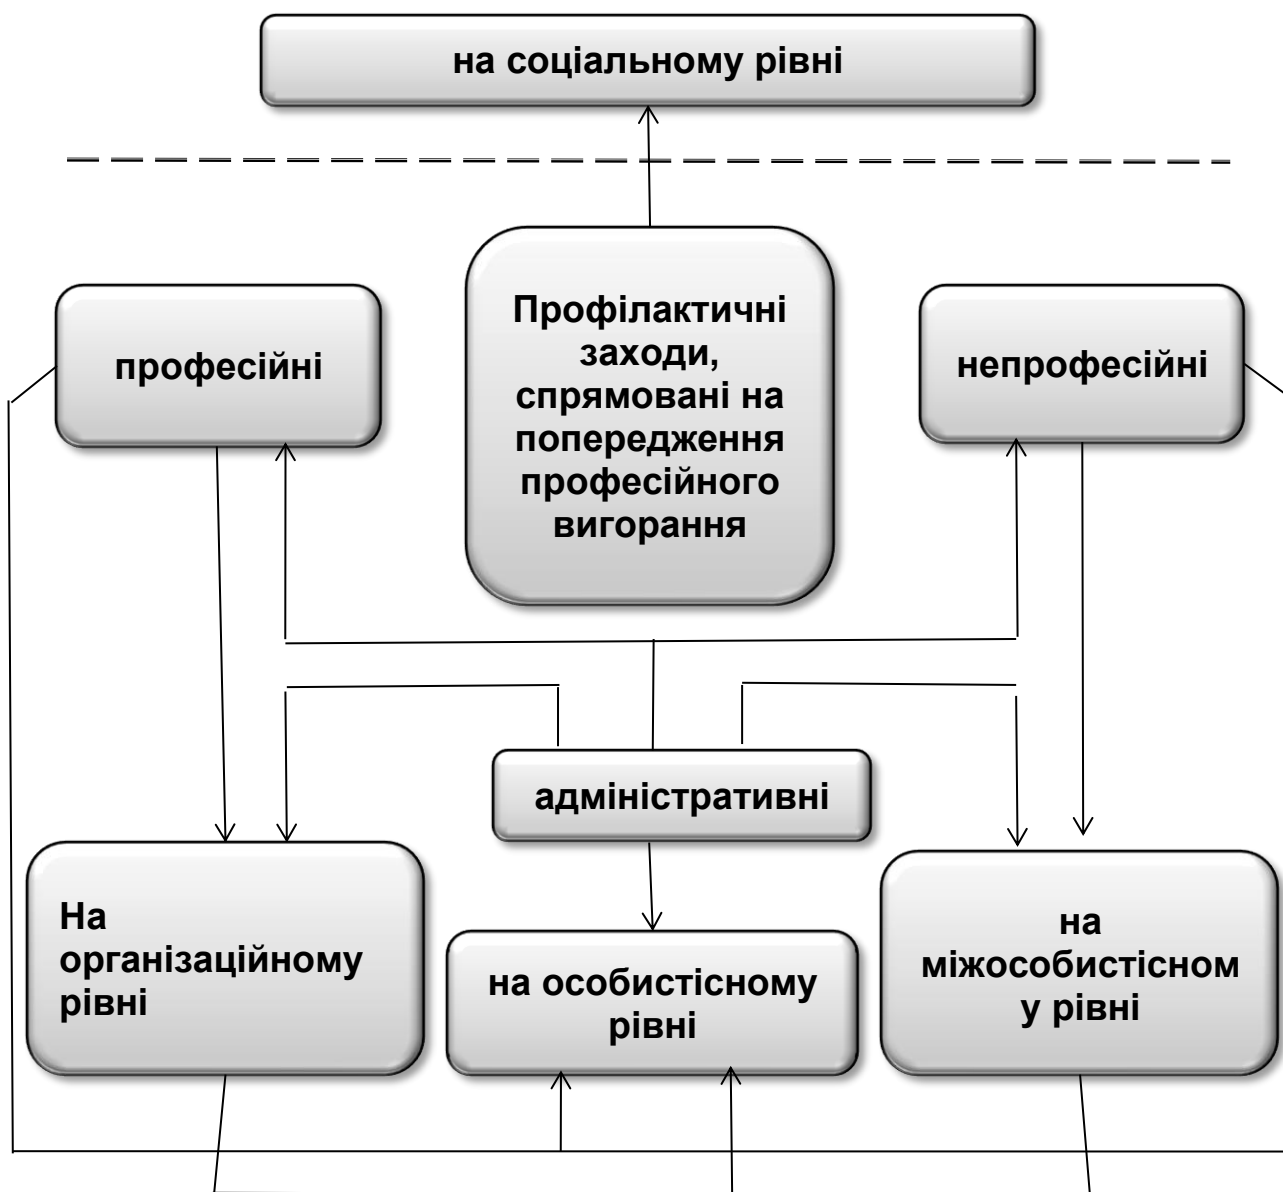 на соціальному рівні
Профілактичні
заходи,
спрямовані на
попередження
професійного
вигорання
професійні
непрофесійні
адміністративні
На
організаційному
рівні
на особистісному
рівні
на
міжособистісном
у рівні